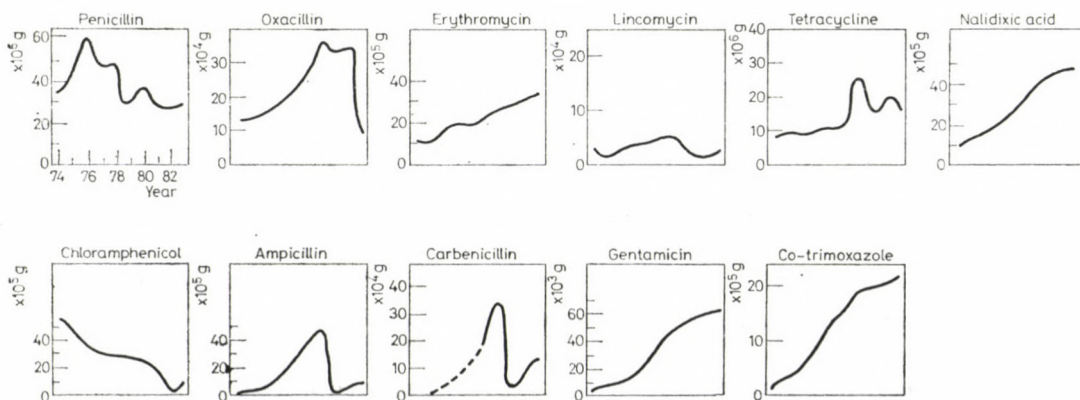 Penicillin
x10⁶ g
60
40
20
0
74 76 78 80 82
Year
Oxacillin
x10⁴ g
30
20
10
0
Erythromycin
x10⁵ g
40
20
10
0
Lincomycin
x10⁴ g
20
10
0
Tetracycline
x10⁶ g
40
30
20
10
0
Nalidixic acid
x10⁵ g
40
20
0
Chloramphenicol
x10⁵ g
40
20
0
Ampicillin
x10⁵ g
40
20
0
Carbenicillin
x10⁴ g
40
30
20
10
0
Gentamicin
x10³ g
60
40
20
0
Co-trimoxazole
x10⁵ g
20
10
0